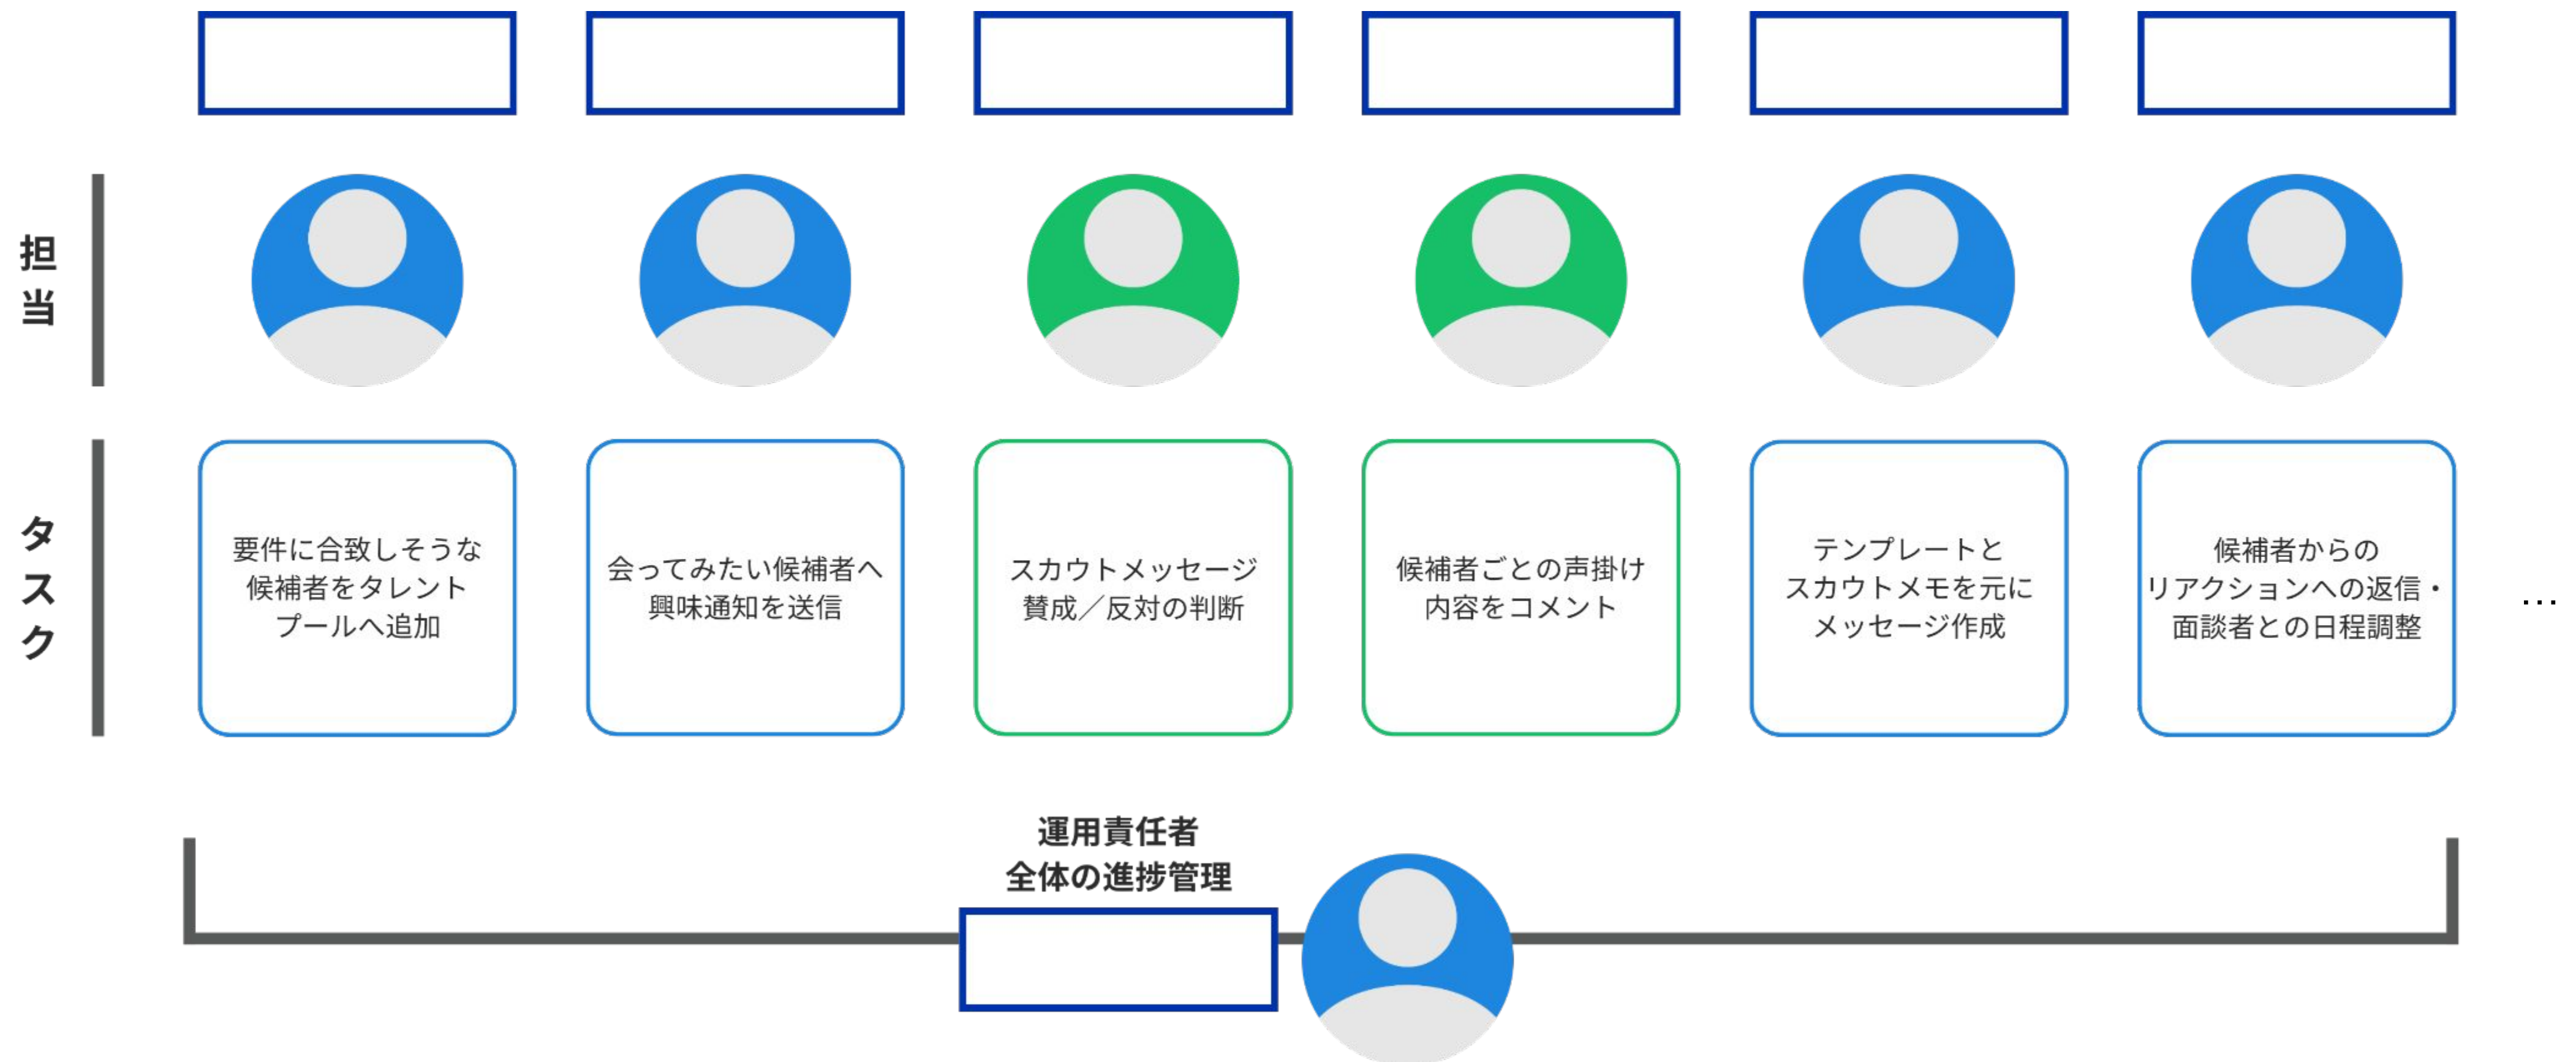 担当
タスク
要件に合致しそうな
候補者をタレント
プールへ追加
会ってみたい候補者へ
興味通知を送信
スカウトメッセージ
賛成／反対の判断
候補者ごとの声掛け
内容をコメント
テンプレートと
スカウトメモを元に
メッセージ作成
候補者からの
リアクションへの返信・
面談者との日程調整
…
運用責任者
全体の進捗管理